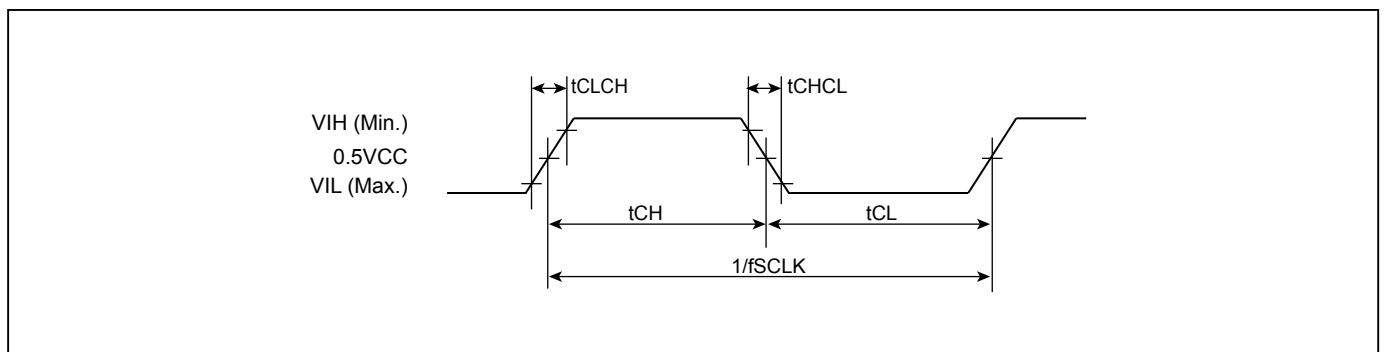 tCLCH
tCHCL
VIH (Min.)
0.5VCC
VIL (Max.)
tCH
tCL
1/fSCLK